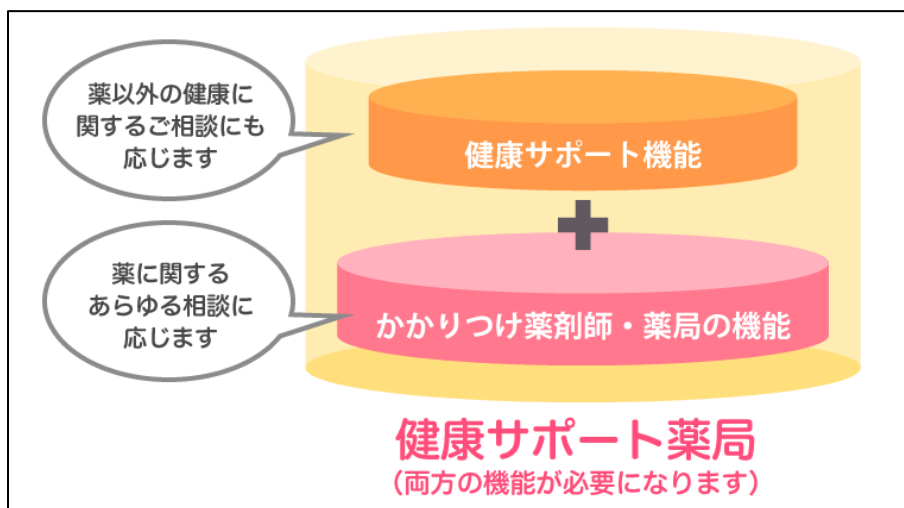 薬以外の健康に
関するご相談にも
応じます
健康サポート機能
薬に関する
あらゆる相談に
応じます
かかりつけ薬剤師・薬局の機能
健康サポート薬局
（両方の機能が必要になります）